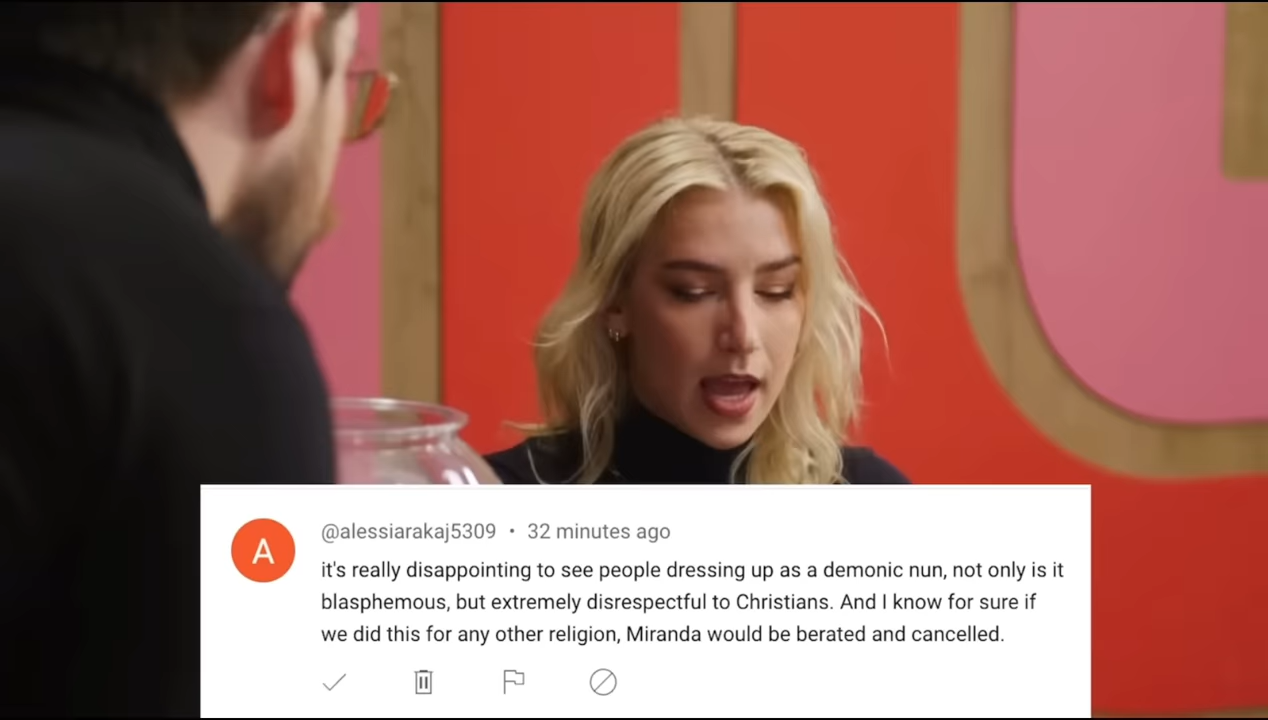 @alessiarakaj5309 • 32 minutes ago
it's really disappointing to see people dressing up as a demonic nun, not only is it
blasphemous, but extremely disrespectful to Christians. And I know for sure if
we did this for any other religion, Miranda would be berated and cancelled.
A